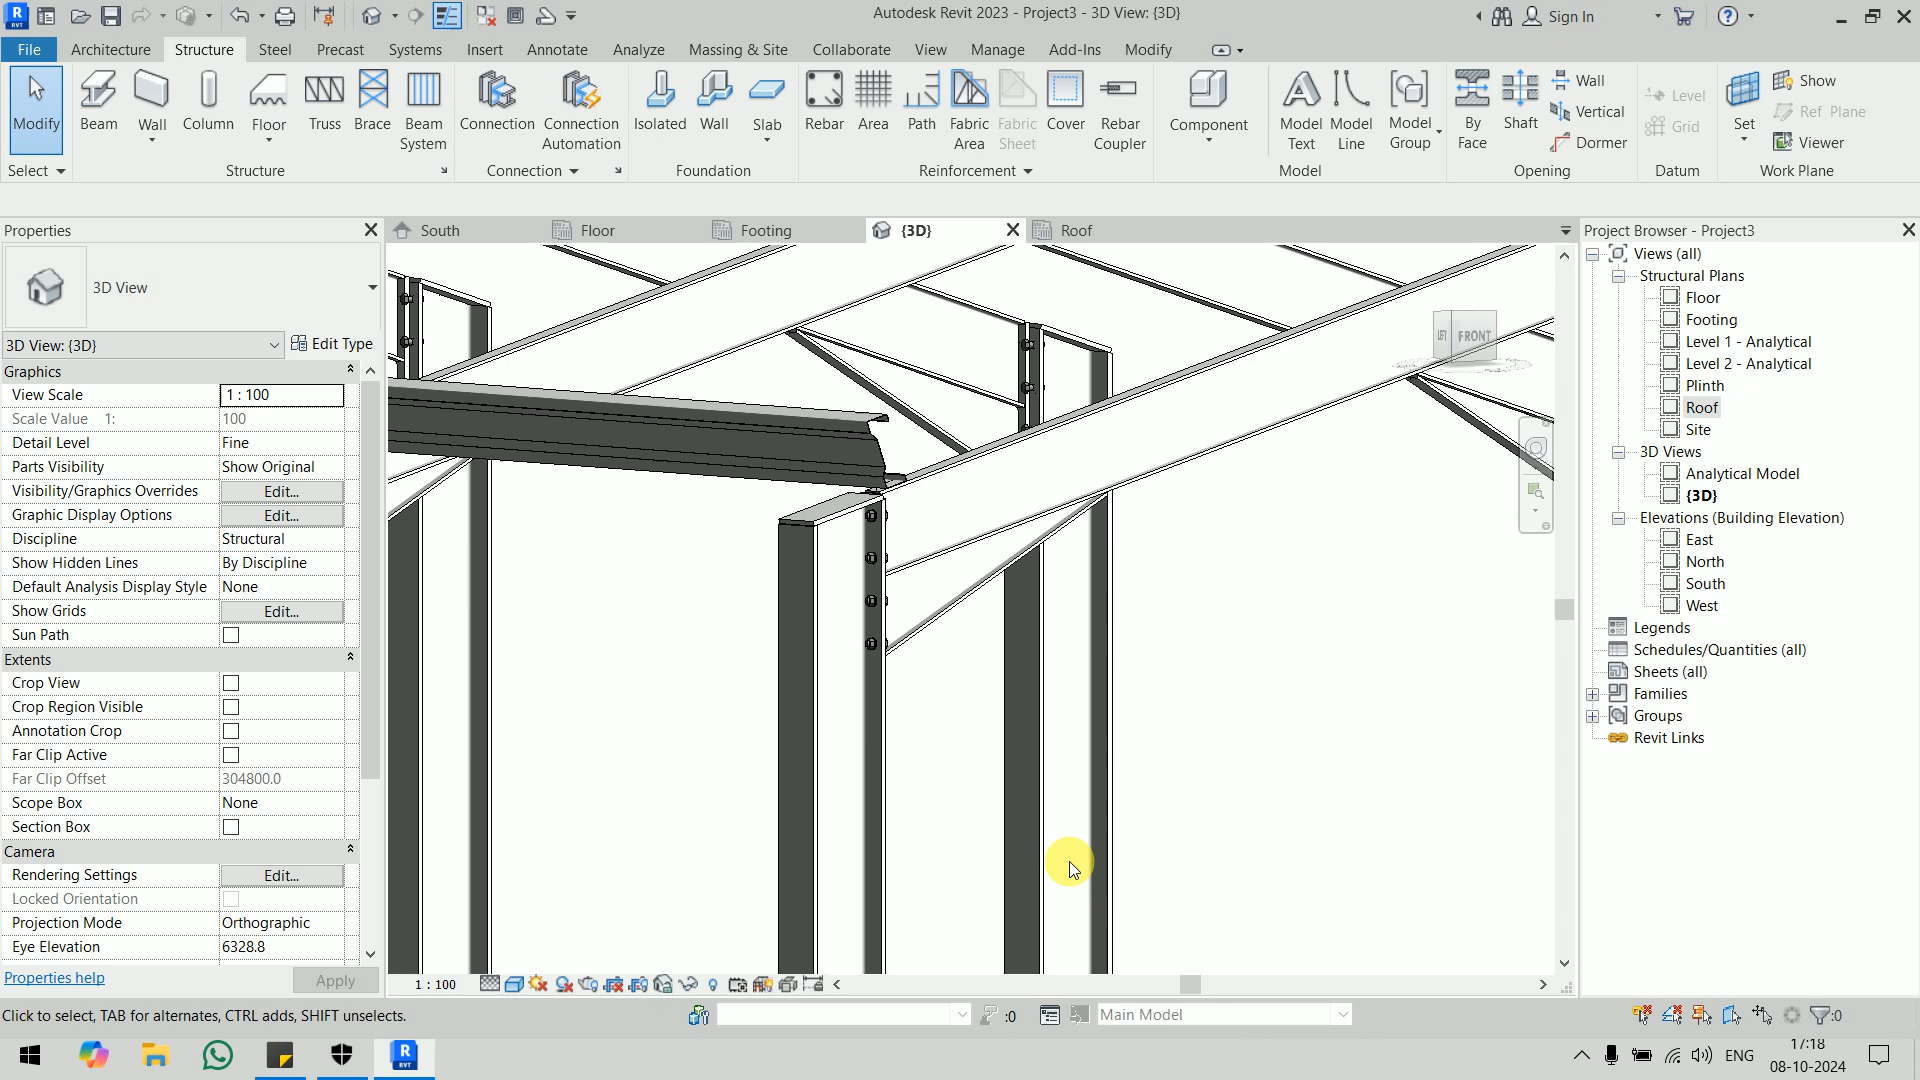 Autodesk Revit 2023 - Project3 - 3D View: {3D}
Sign In
File Architecture Structure Steel Precast Systems Insert Annotate Analyze Massing & Site Collaborate View Manage Add-Ins Modify
Modify
Beam
Wall
Column
Floor
Truss
Brace
Beam
System
Connection
Connection
Automation
Isolated
Wall
Slab
Rebar
Area
Path
Fabric
Area
Fabric
Sheet
Cover
Rebar
Coupler
Component
Model
Text
Model
Line
Model
Group
By
Face
Shaft
Wall
Vertical
Dormer
Level
Grid
Set
Show
Ref Plane
Viewer
Select
Structure
Connection
Foundation
Reinforcement
Model
Opening
Datum
Work Plane
Properties
3D View
3D View: {3D}
Edit Type
Graphics
View Scale 1 : 100
Scale Value 1: 100
Detail Level Fine
Parts Visibility Show Original
Visibility/Graphics Overrides Edit...
Graphic Display Options Edit...
Discipline Structural
Show Hidden Lines By Discipline
Default Analysis Display Style None
Show Grids Edit...
Sun Path
Extents
Crop View
Crop Region Visible
Annotation Crop
Far Clip Active
Far Clip Offset 304800.0
Scope Box None
Section Box
Camera
Rendering Settings Edit...
Locked Orientation
Projection Mode Orthographic
Eye Elevation 6328.8
Properties help
Apply
South
Floor
Footing
{3D}
Roof
FRONT
1 : 100
Project Browser - Project3
Views (all)
Structural Plans
Floor
Footing
Level 1 - Analytical
Level 2 - Analytical
Plinth
Roof
Site
3D Views
Analytical Model
{3D}
Elevations (Building Elevation)
East
North
South
West
Legends
Schedules/Quantities (all)
Sheets (all)
Families
Groups
Revit Links
Click to select, TAB for alternates, CTRL adds, SHIFT unselects.
:0
Main Model
:0
ENG
17:18
08-10-2024